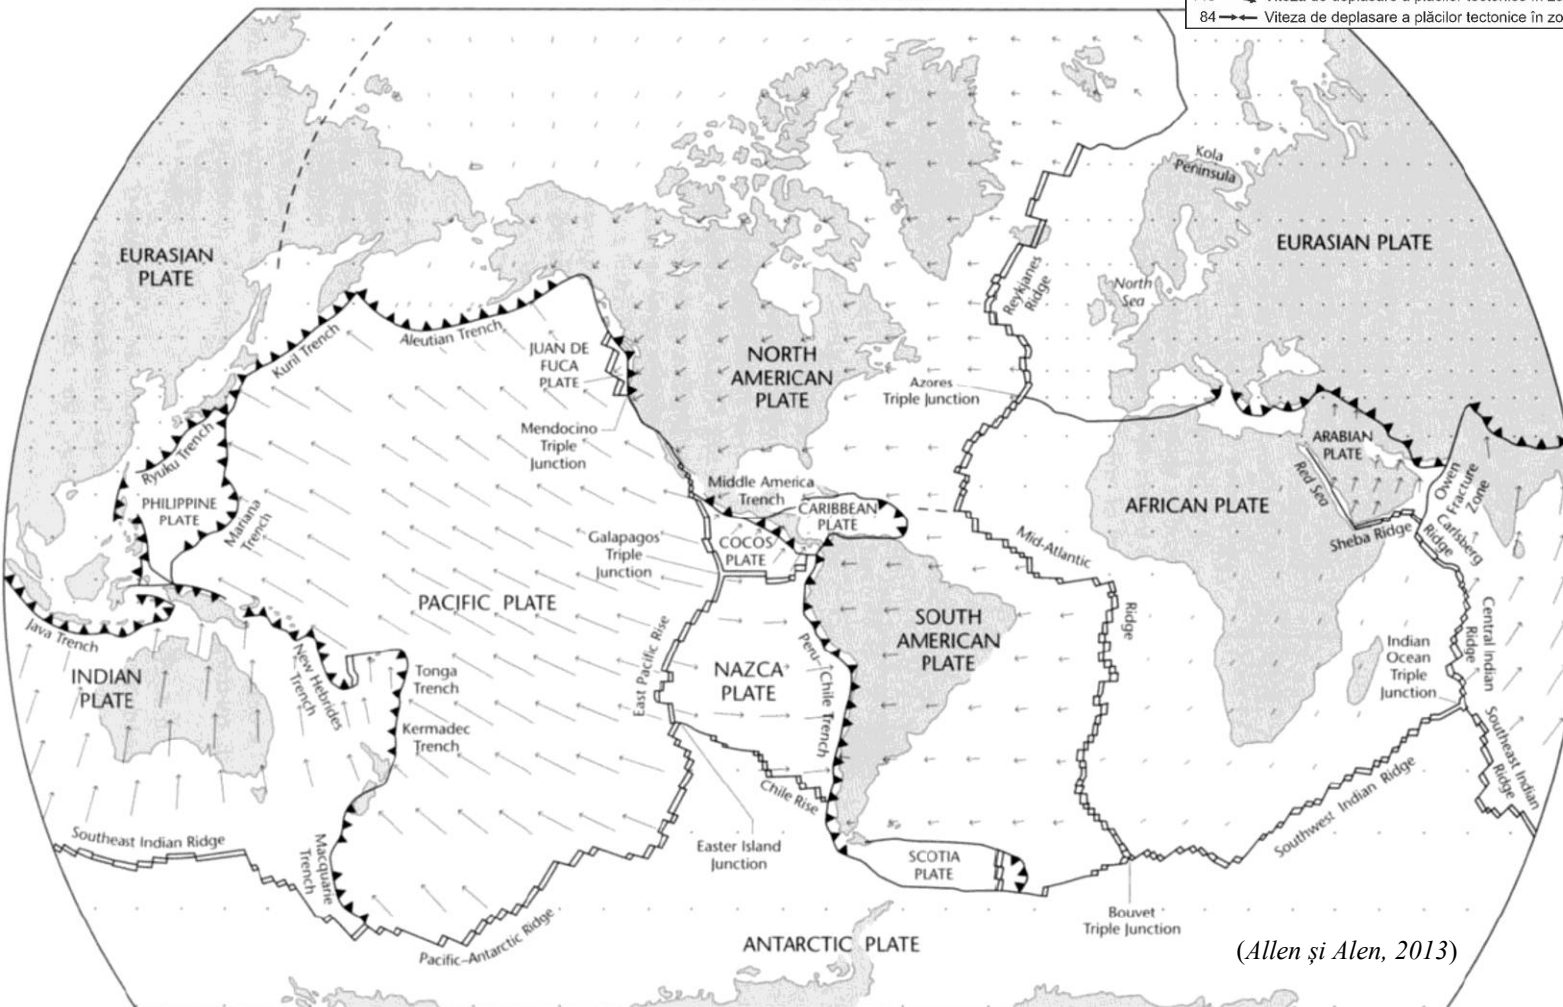 Viteza de deplasare a plăcilor tectonice în
84 Viteza de deplasare a plăcilor tectonice în
Kola
Peninsula
EURASIAN
PLATE
EURASIAN PLATE
North
Sea
Reykjanes
Ridge
Aleutian Trench
Kuril Trench
JUAN DE
FUCA
PLATE
NORTH
AMERICAN
PLATE
Azores
Triple Junction
Mendocino
Triple
Junction
Ryuku Trench
ARABIAN
PLATE
Red Sea
Owen
Fracture
Zone
Middle America
Trench
PHILIPPINE
PLATE
Mariana
Trench
CARIBBEAN
PLATE
AFRICAN PLATE
COCOS
PLATE
Galapagos
Triple
Junction
Mid-Atlantic
Ridge
Sheba Ridge
Carlsberg
Ridge
PACIFIC PLATE
SOUTH
AMERICAN
PLATE
Java Trench
East Pacific Rise
Peru-Chile Trench
Central Indian
Ridge
INDIAN
PLATE
New Hebrides
Trench
Tonga
Trench
NAZCA
PLATE
Indian
Ocean
Triple
Junction
Kermadec
Trench
Southeast Indian
Ridge
Chile Rise
Southwest Indian Ridge
Southeast Indian Ridge
Macquarie
Trench
Easter Island
Junction
SCOTIA
PLATE
Bouvet
Triple Junction
Pacific-Antarctic Ridge
ANTARCTIC PLATE
(Allen și Alen, 2013)